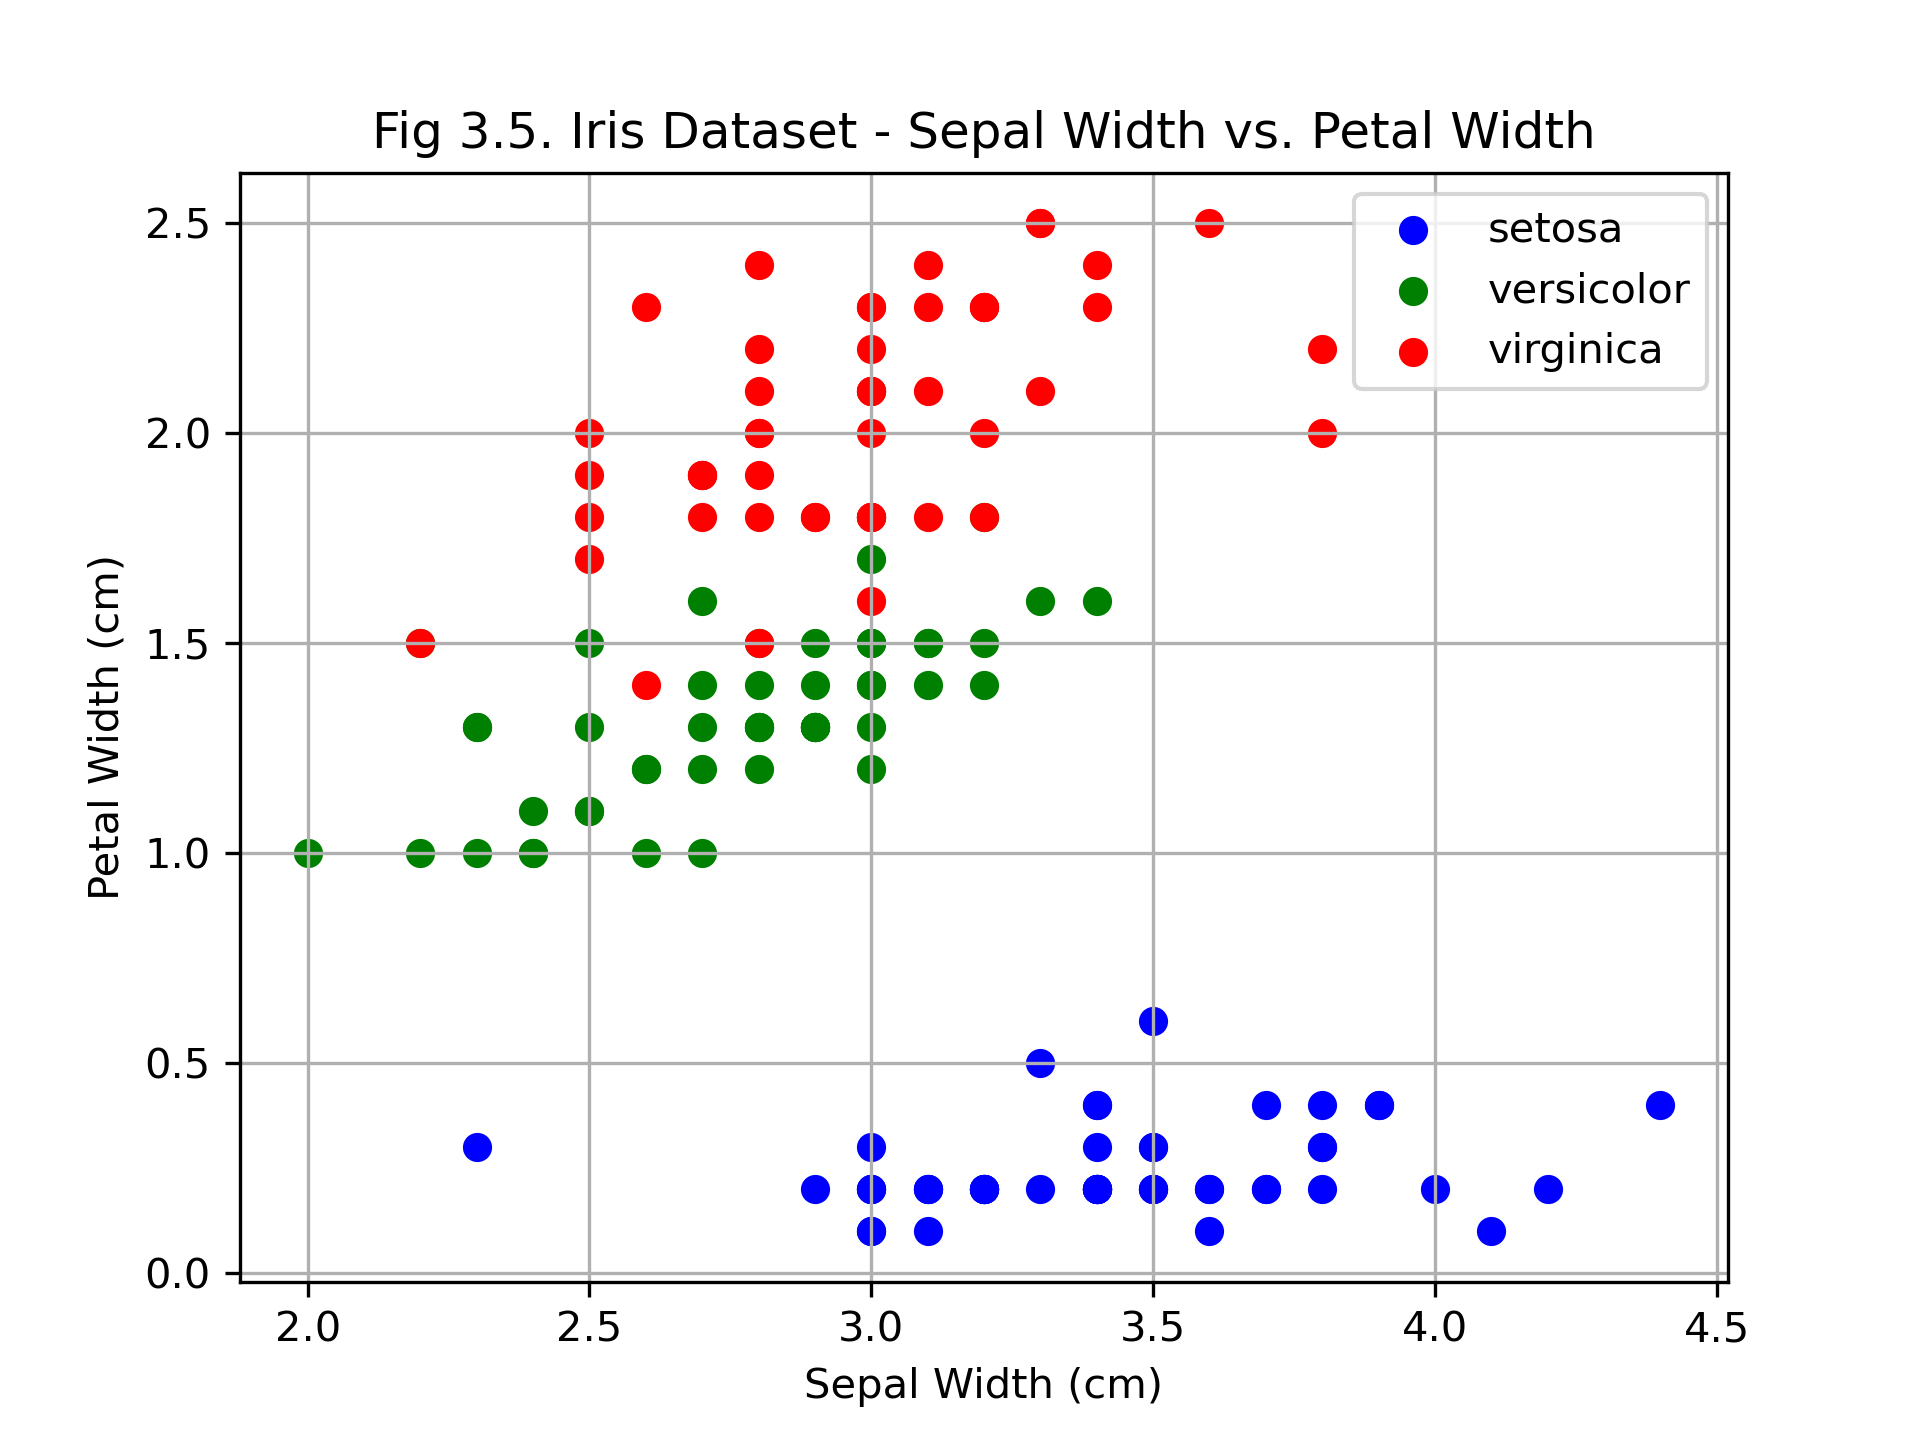 Fig 3.5. Iris Dataset - Sepal Width vs. Petal Width
setosa
versicolor
virginica
Petal Width (cm)
2.5
2.0
1.5
1.0
0.5
0.0
2.0 2.5 3.0 3.5 4.0 4.5
Sepal Width (cm)